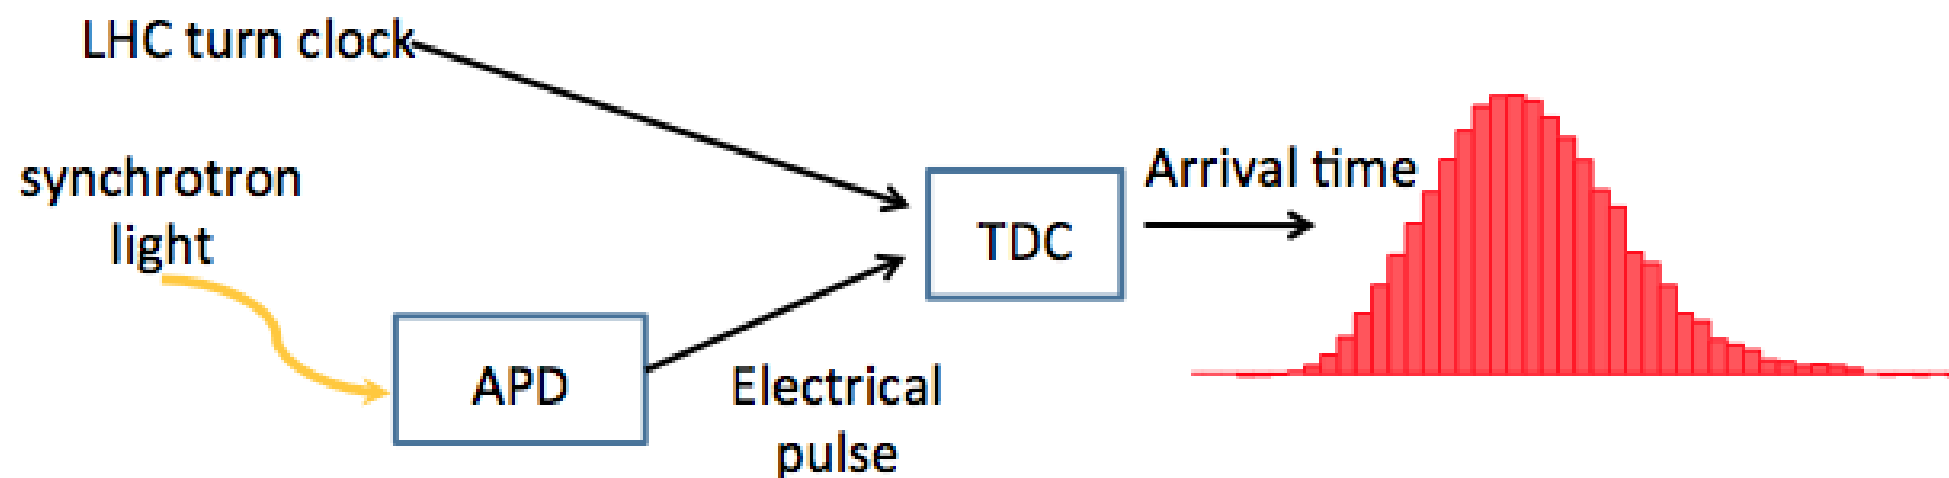 LHC turn clock
synchrotron
light
APD
Electrical
pulse
TDC
Arrival time